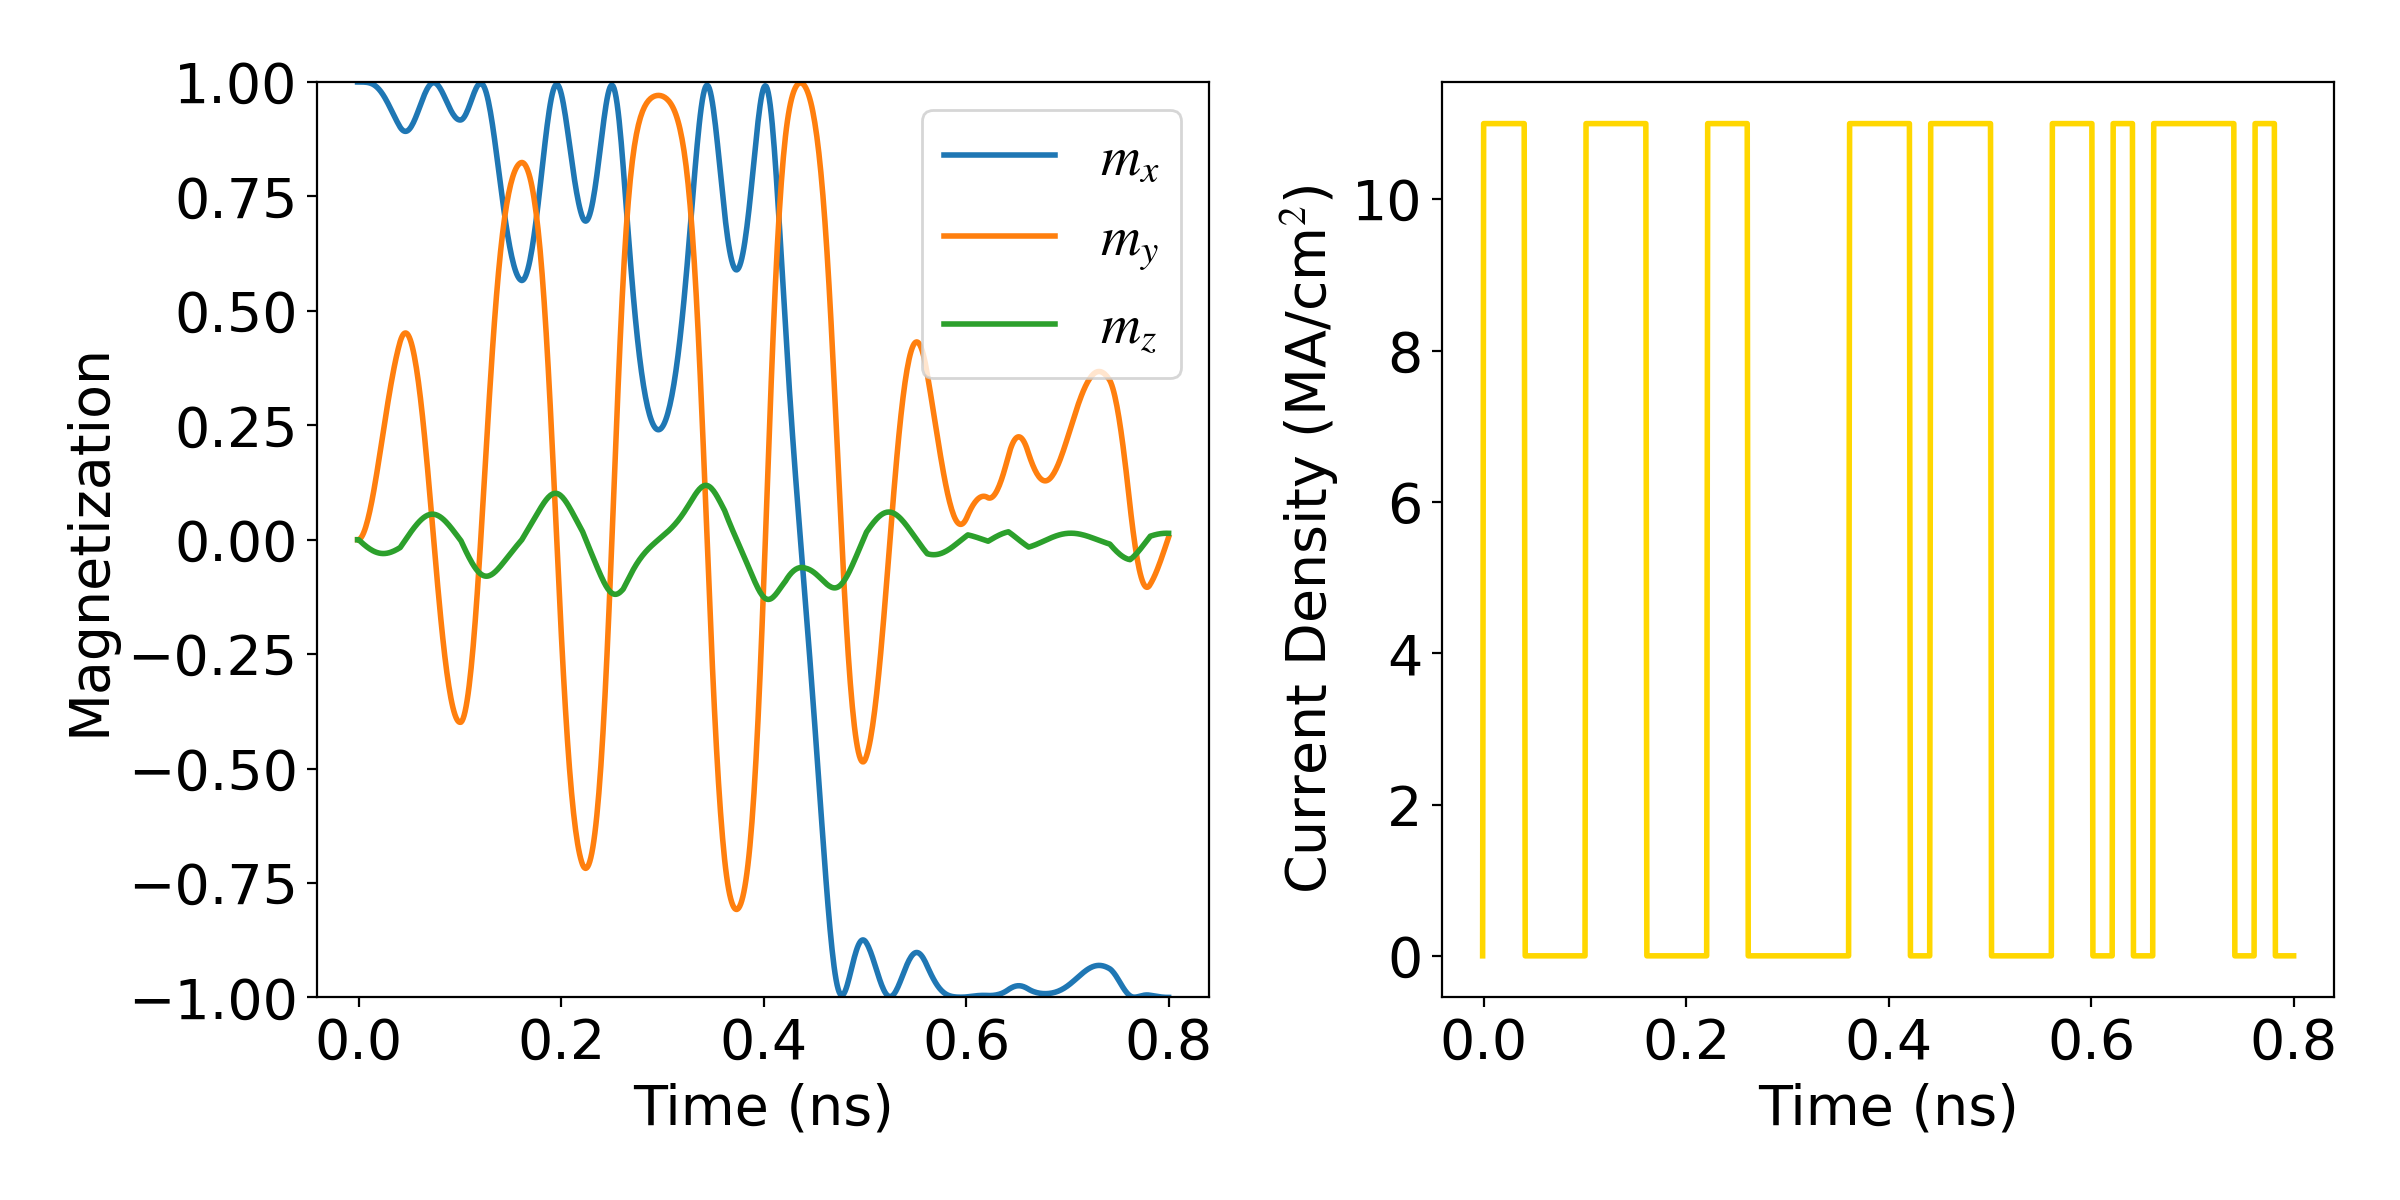 1.00
0.75
0.50
0.25
0.00
−0.25
−0.50
−0.75
−1.00
Magnetization
0.0 0.2 0.4 0.6 0.8
Time (ns)
m_x
m_y
m_z
10
8
6
4
2
0
Current Density (MA/cm²)
0.0 0.2 0.4 0.6 0.8
Time (ns)